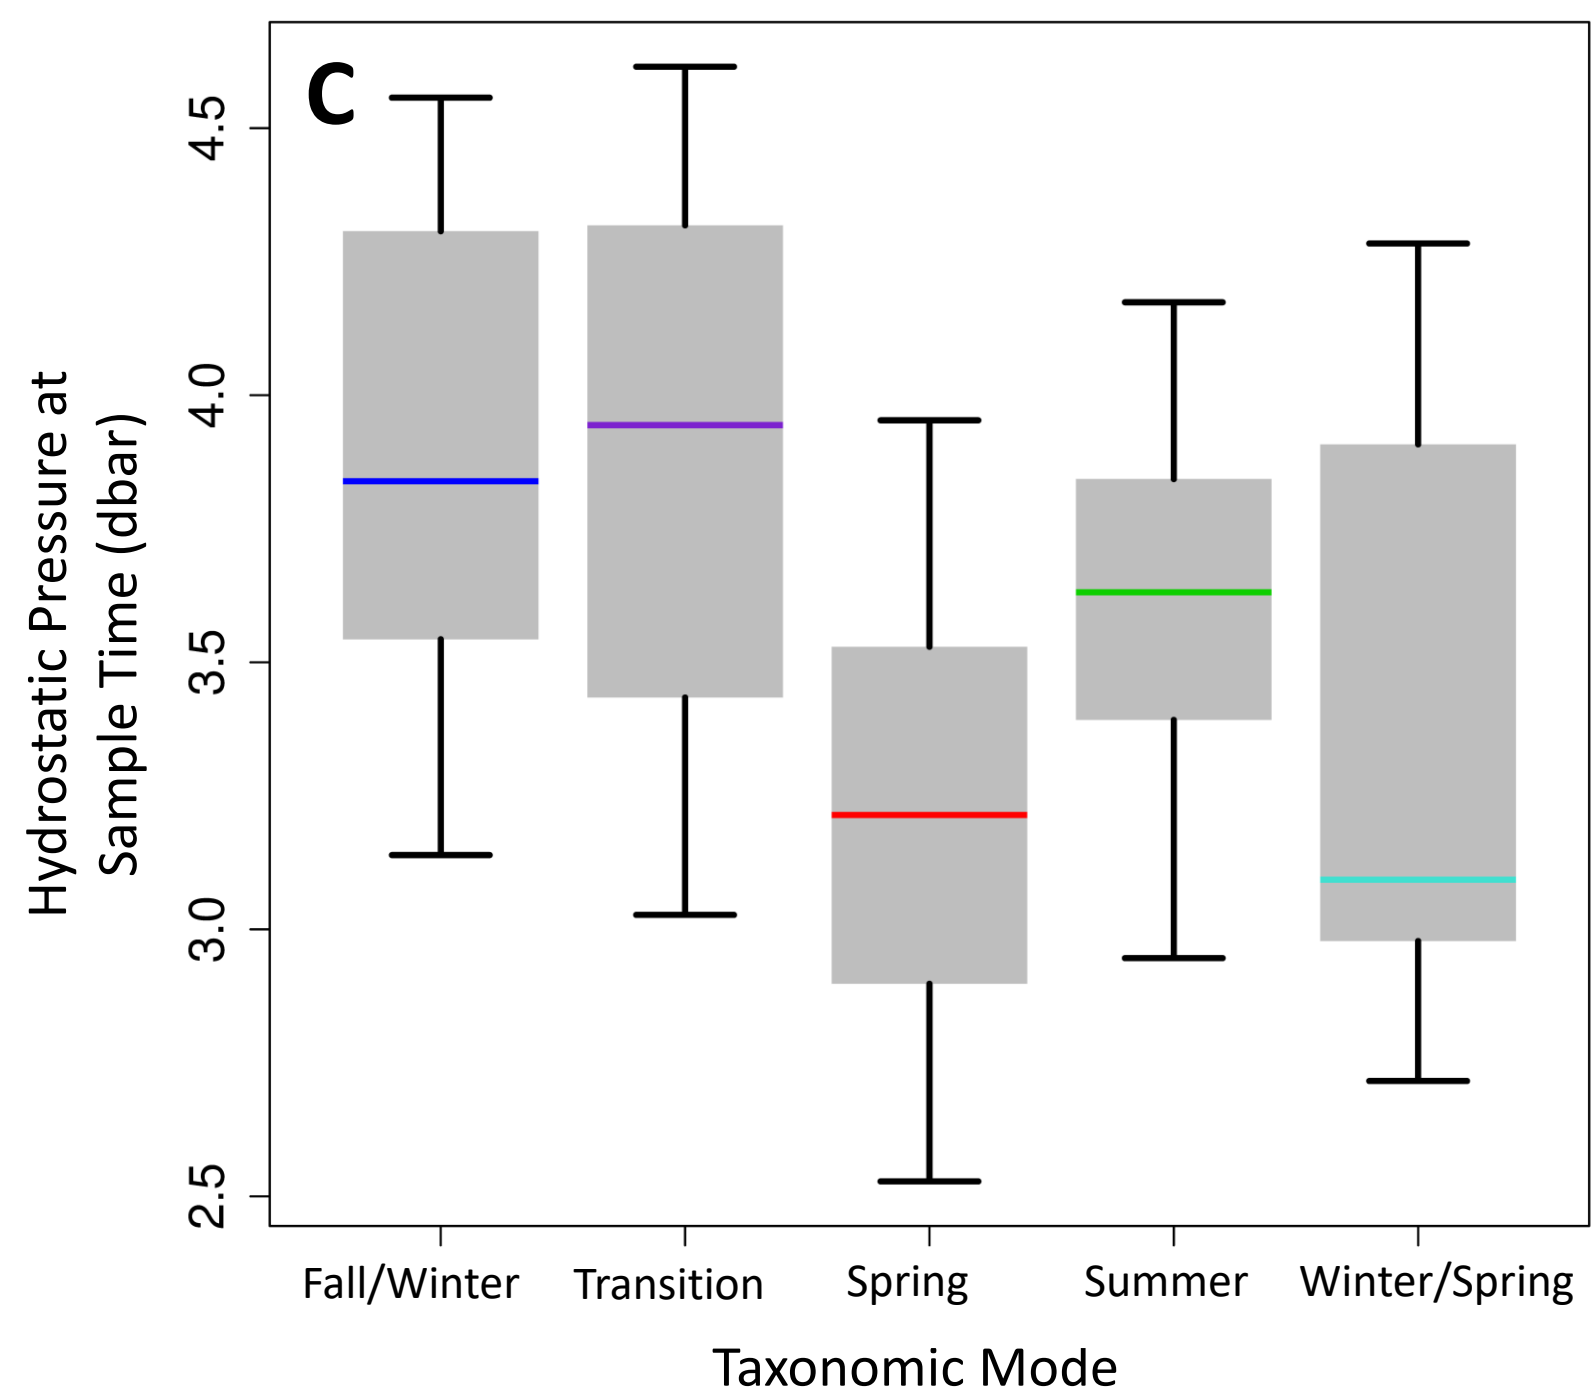 C
Hydrostatic Pressure at
Sample Time (dbar)
4.5
4.0
3.5
3.0
2.5
Fall/Winter
Transition
Spring
Summer
Winter/Spring
Taxonomic Mode